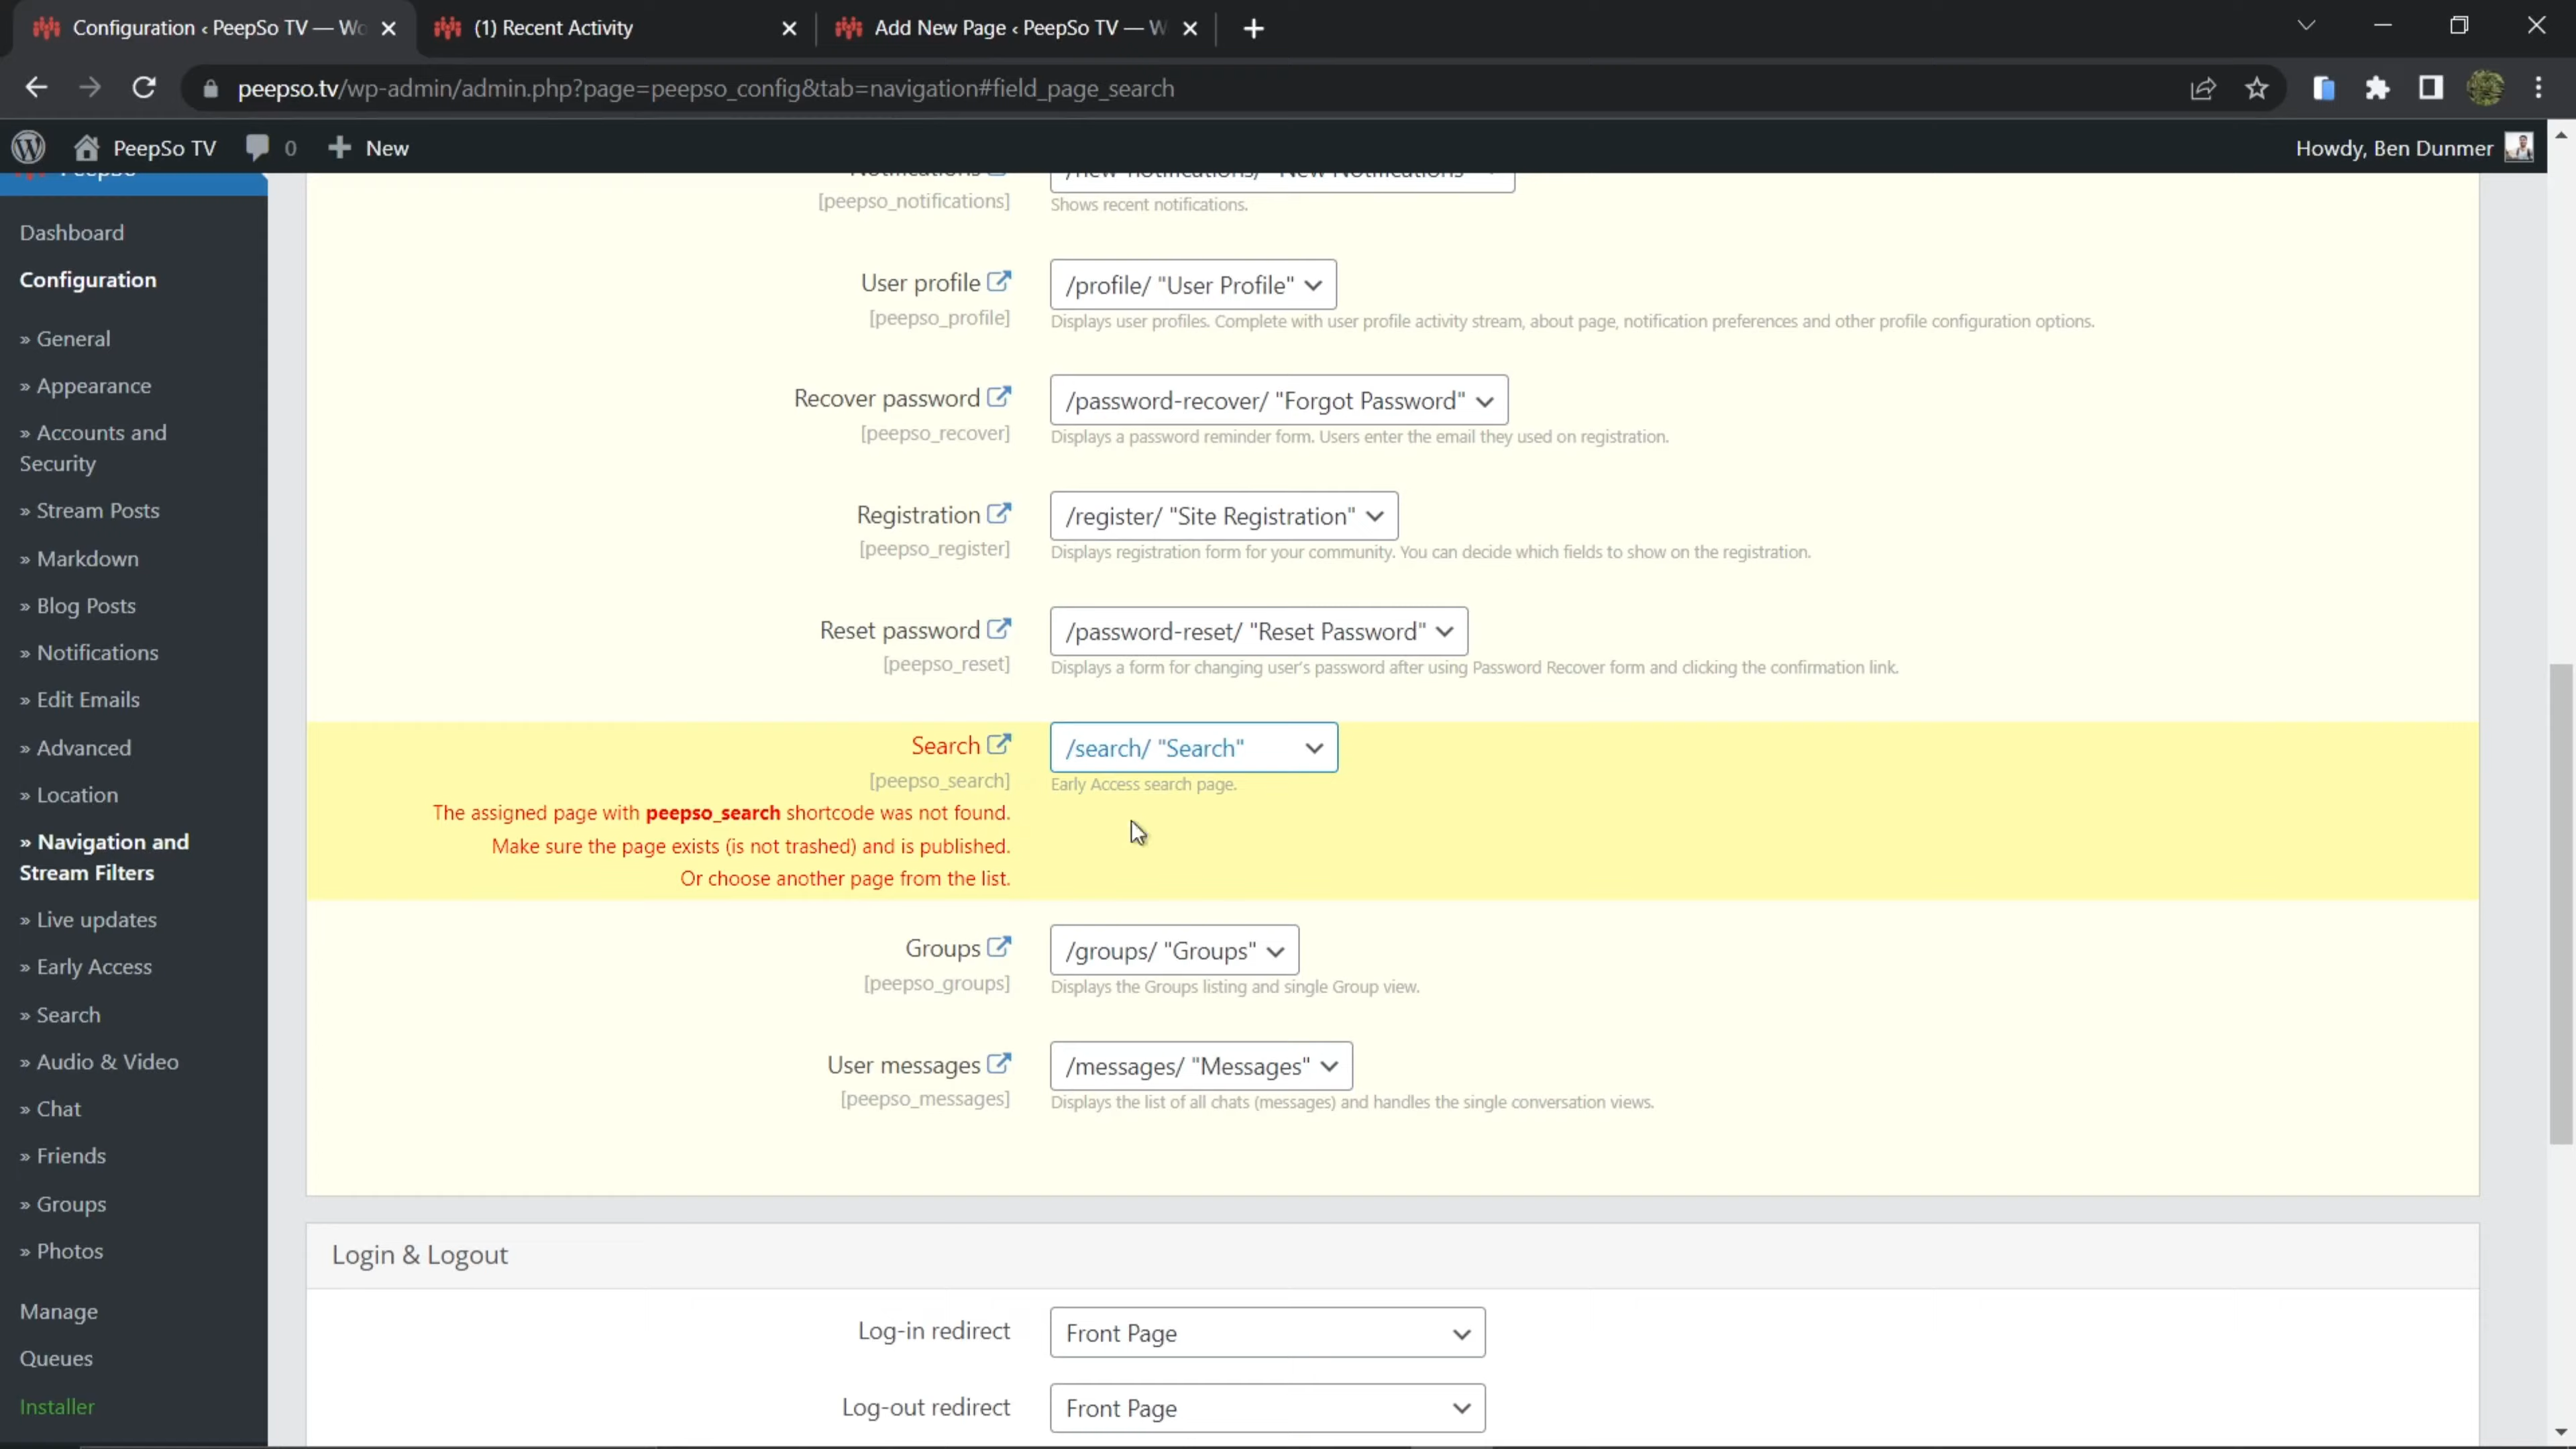 Configuration ‹ PeepSo TV — Wo
(1) Recent Activity
Add New Page ‹ PeepSo TV — W
peepso.tv/wp-admin/admin.php?page=peepso_config&tab=navigation#field_page_search
PeepSo TV
0
New
Howdy, Ben Dunmer
PeepSo
Dashboard
Configuration
» General
» Appearance
» Accounts and
Security
» Stream Posts
» Markdown
» Blog Posts
» Notifications
» Edit Emails
» Advanced
» Location
» Navigation and
Stream Filters
» Live updates
» Early Access
» Search
» Audio & Video
» Chat
» Friends
» Groups
» Photos
Manage
Queues
Installer
Notifications
/new-notifications/ "New Notifications"
[peepso_notifications]
Shows recent notifications.
User profile
/profile/ "User Profile"
[peepso_profile]
Displays user profiles. Complete with user profile activity stream, about page, notification preferences and other profile configuration options.
Recover password
/password-recover/ "Forgot Password"
[peepso_recover]
Displays a password reminder form. Users enter the email they used on registration.
Registration
/register/ "Site Registration"
[peepso_register]
Displays registration form for your community. You can decide which fields to show on the registration.
Reset password
/password-reset/ "Reset Password"
[peepso_reset]
Displays a form for changing user's password after using Password Recover form and clicking the confirmation link.
Search
/search/ "Search"
[peepso_search]
Early Access search page.
The assigned page with peepso_search shortcode was not found.
Make sure the page exists (is not trashed) and is published.
Or choose another page from the list.
Groups
/groups/ "Groups"
[peepso_groups]
Displays the Groups listing and single Group view.
User messages
/messages/ "Messages"
[peepso_messages]
Displays the list of all chats (messages) and handles the single conversation views.
Login & Logout
Log-in redirect
Front Page
Log-out redirect
Front Page